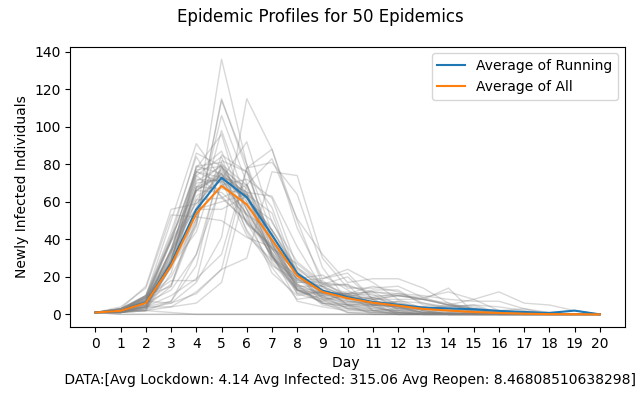 Epidemic Profiles for 50 Epidemics
Average of Running
Average of All
Newly Infected Individuals
140
120
100
80
60
40
20
0
0 1 2 3 4 5 6 7 8 9 10 11 12 13 14 15 16 17 18 19 20
Day
DATA:[Avg Lockdown: 4.14 Avg Infected: 315.06 Avg Reopen: 8.46808510638298]